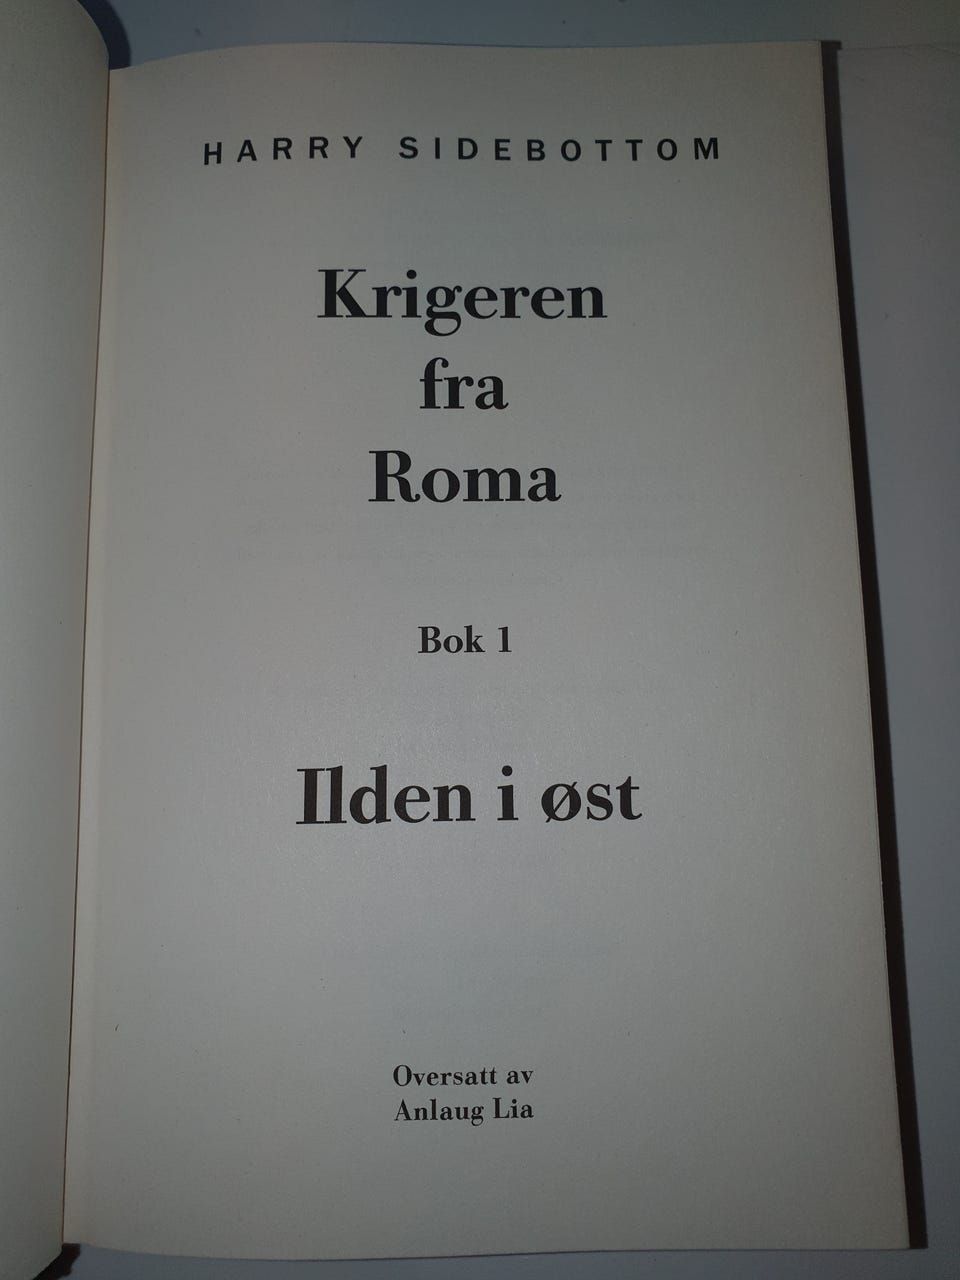 HARRY SIDEBOTTOM
Krigeren
fra
Roma
Bok 1
Ilden i øst
Oversatt av
Anlaug Lia